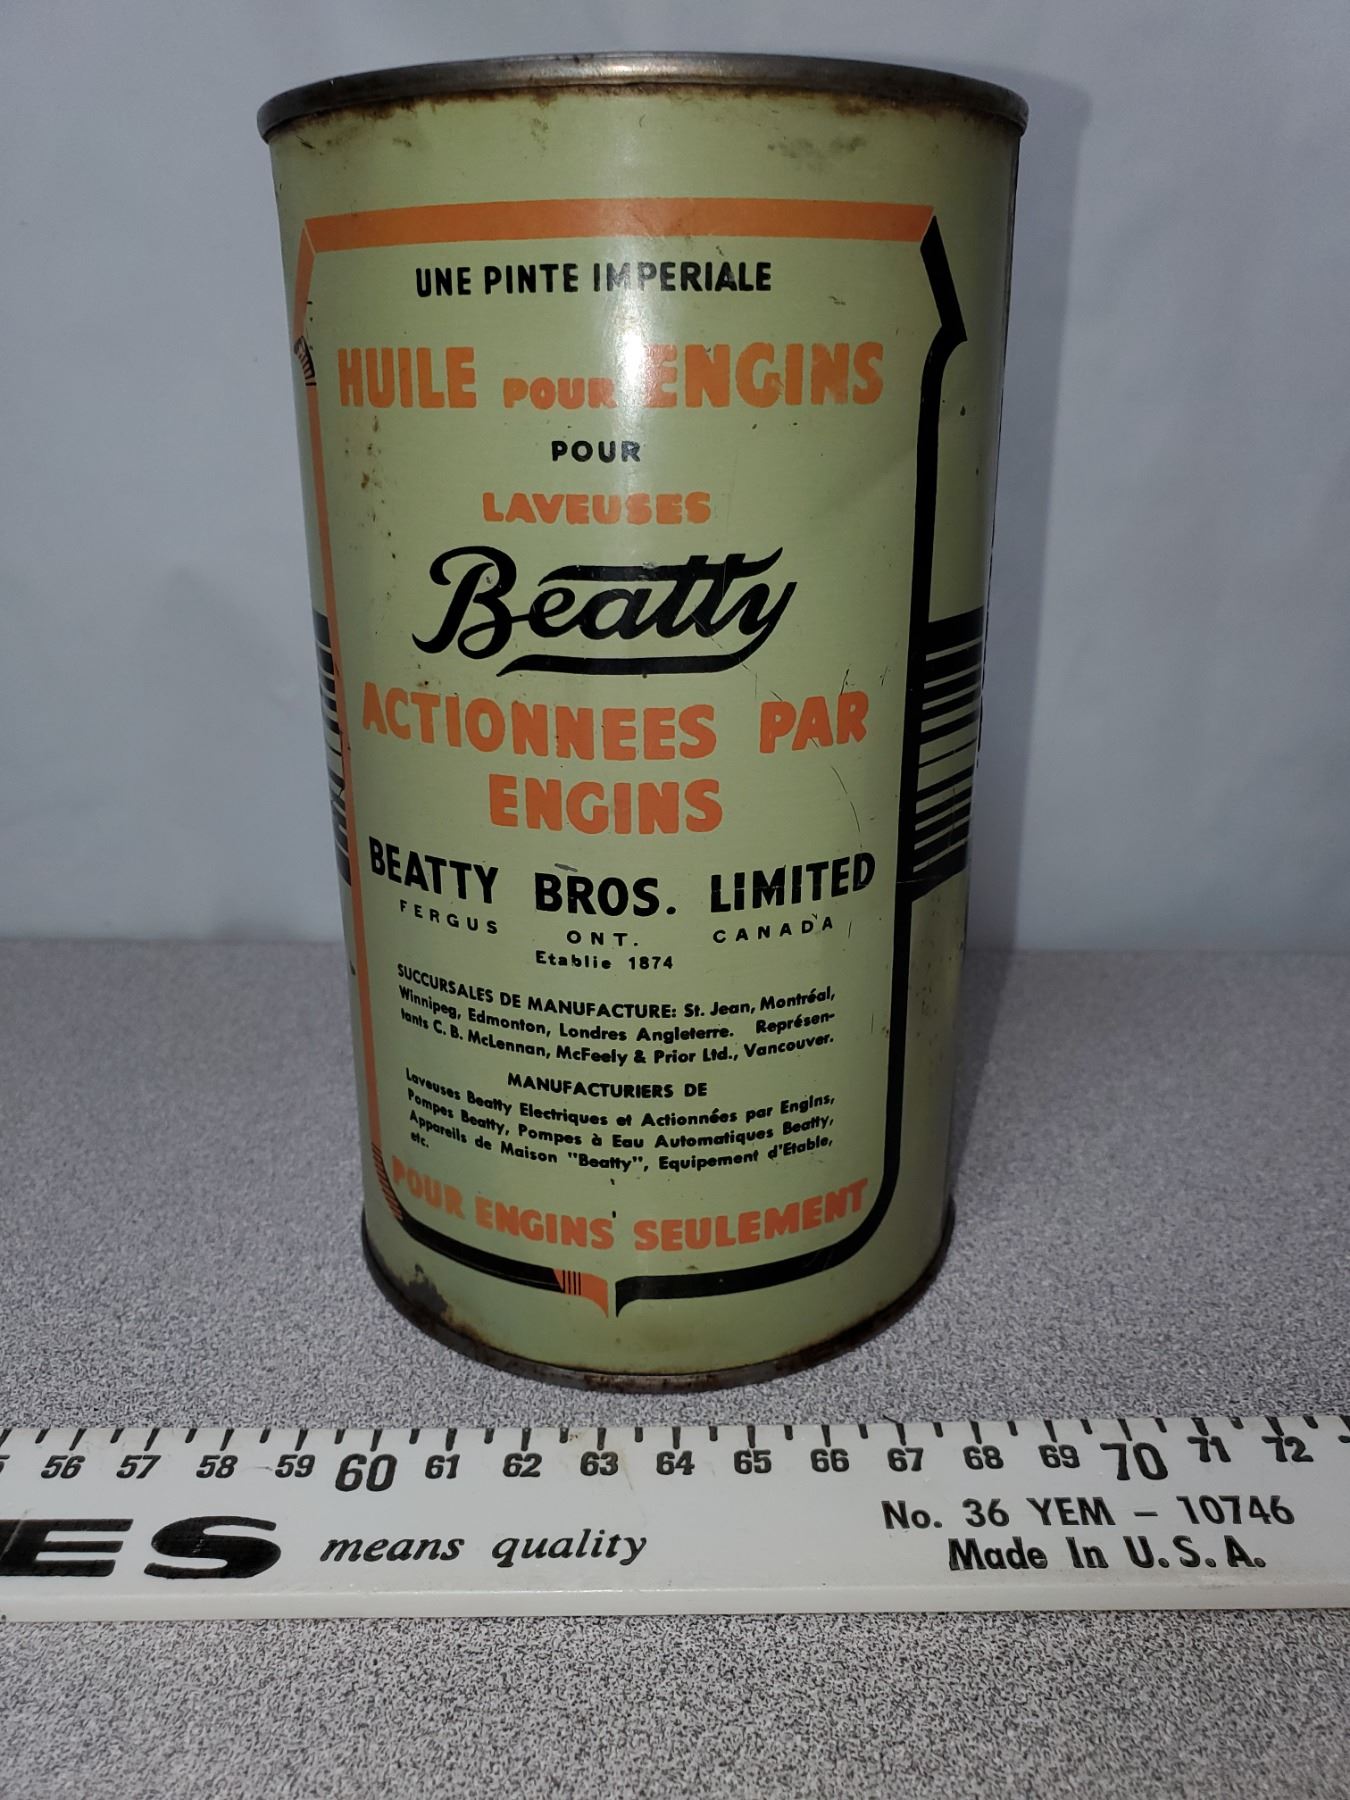 UNE PINTE IMPERIALE
HUILE POUR ENGINS
POUR
LAVEUSES
Beatty
ACTIONNEES PAR
ENGINS
BEATTY BROS. LIMITED
FERGUS ONT. CANADA
Etablie 1874
SUCCURSALES DE MANUFACTURE: St. Jean, Montréal,
Winnipeg, Edmonton, Londres Angleterre. Représen-
tants C. B. McLennan, McFeely & Prior Ltd., Vancouver.
MANUFACTURIERS DE
Laveuses Beatty Electriques et Actionnées par Engins,
Pompes Beatty, Pompes à Eau Automatiques Beatty,
Appareils de Maison "Beatty", Equipement d'Etable,
etc.
POUR ENGINS SEULEMENT
56 57 58 59 60 61 62 63 64 65 66 67 68 69 70 71 72
ES means quality
No. 36 YEM – 10746
Made In U.S.A.